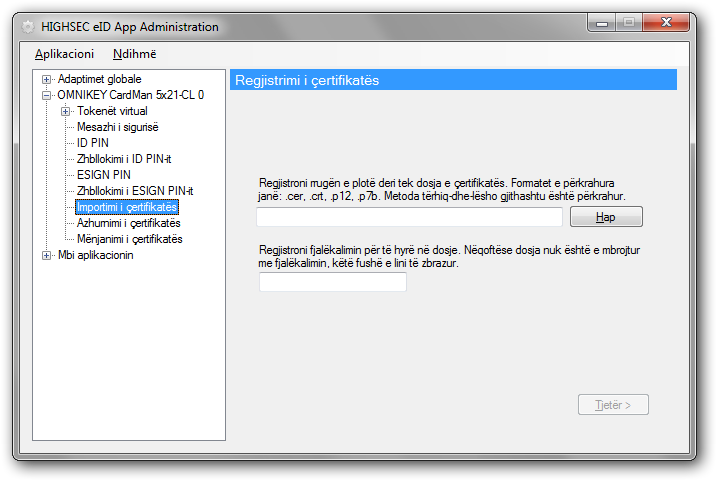 HIGHSEC eID App Administration
Aplikacioni Ndihmë
Adaptimet globale
OMNIKEY CardMan 5x21-CL 0
Tokenët virtual
Mesazhi i sigurisë
ID PIN
Zhbllokimi i ID PIN-it
ESIGN PIN
Zhbllokimi i ESIGN PIN-it
Importimi i çertifikatës
Azhurnimi i çertifikatës
Mënjanimi i çertifikatës
Mbi aplikacionin
Regjistrimi i çertifikatës
Regjistroni rrugën e plotë deri tek dosja e çertifikatës. Formatet e përkrahura
janë: .cer, .crt, .p12, .p7b. Metoda tërhiq-dhe-lësho gjithashtu është përkrahur.
Hap
Regjistroni fjalëkalimin për të hyrë në dosje. Nëqoftëse dosja nuk është e mbrojtur
me fjalëkalimin, këtë fushë e lini të zbrazur.
Tjetër >